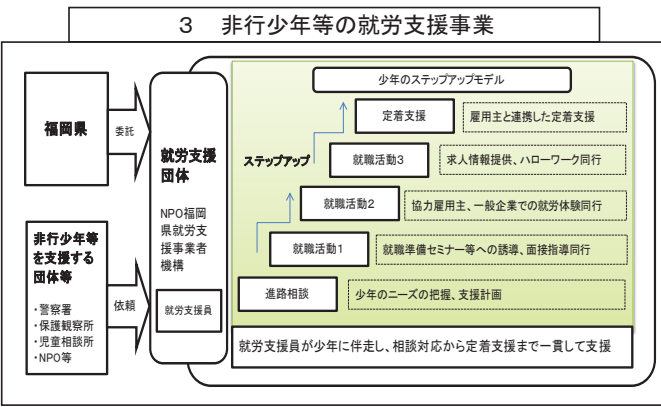 ３　非行少年等の就労支援事業
福岡県
委託
非行少年等
を支援する
団体等
・警察署
・保護観察所
・児童相談所
・NPO等
依頼
就労支援
団体
NPO福岡
県就労支
援事業者
機構
就労支援員
少年のステップアップモデル
ステップアップ
定着支援
雇用主と連携した定着支援
就職活動3
求人情報提供、ハローワーク同行
就職活動2
協力雇用主、一般企業での就労体験同行
就職活動1
就職準備セミナー等への誘導、面接指導同行
進路相談
少年のニーズの把握、支援計画
就労支援員が少年に伴走し、相談対応から定着支援まで一貫して支援